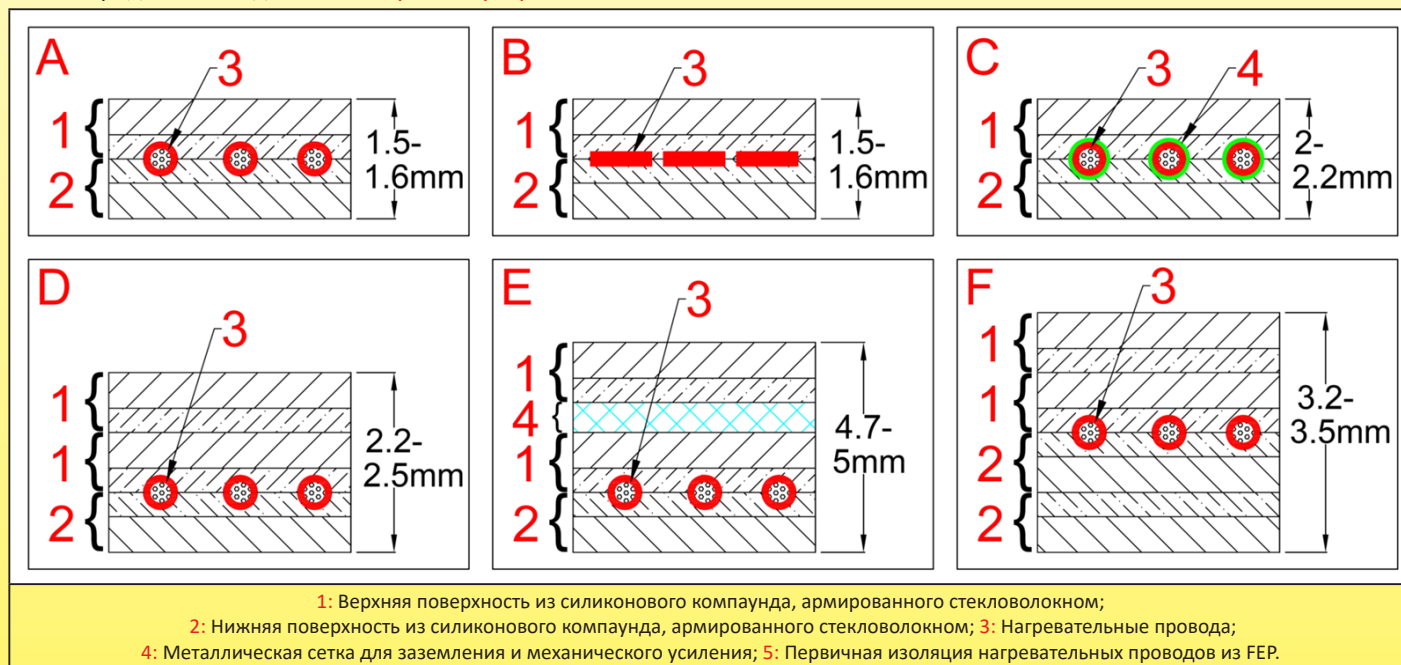 A
3
1
2
1.5-
1.6mm
B
3
1
2
1.5-
1.6mm
C
3
4
1
2
2-
2.2mm
D
3
1
1
2
2.2-
2.5mm
E
3
1
4
1
2
4.7-
5mm
F
3
1
1
2
2
3.2-
3.5mm
1: Верхняя поверхность из силиконового компаунда, армированного стекловолокном;
2: Нижняя поверхность из силиконового компаунда, армированного стекловолокном; 3: Нагревательные провода;
4: Металлическая сетка для заземления и механического усиления; 5: Первичная изоляция нагревательных проводов из FEP.